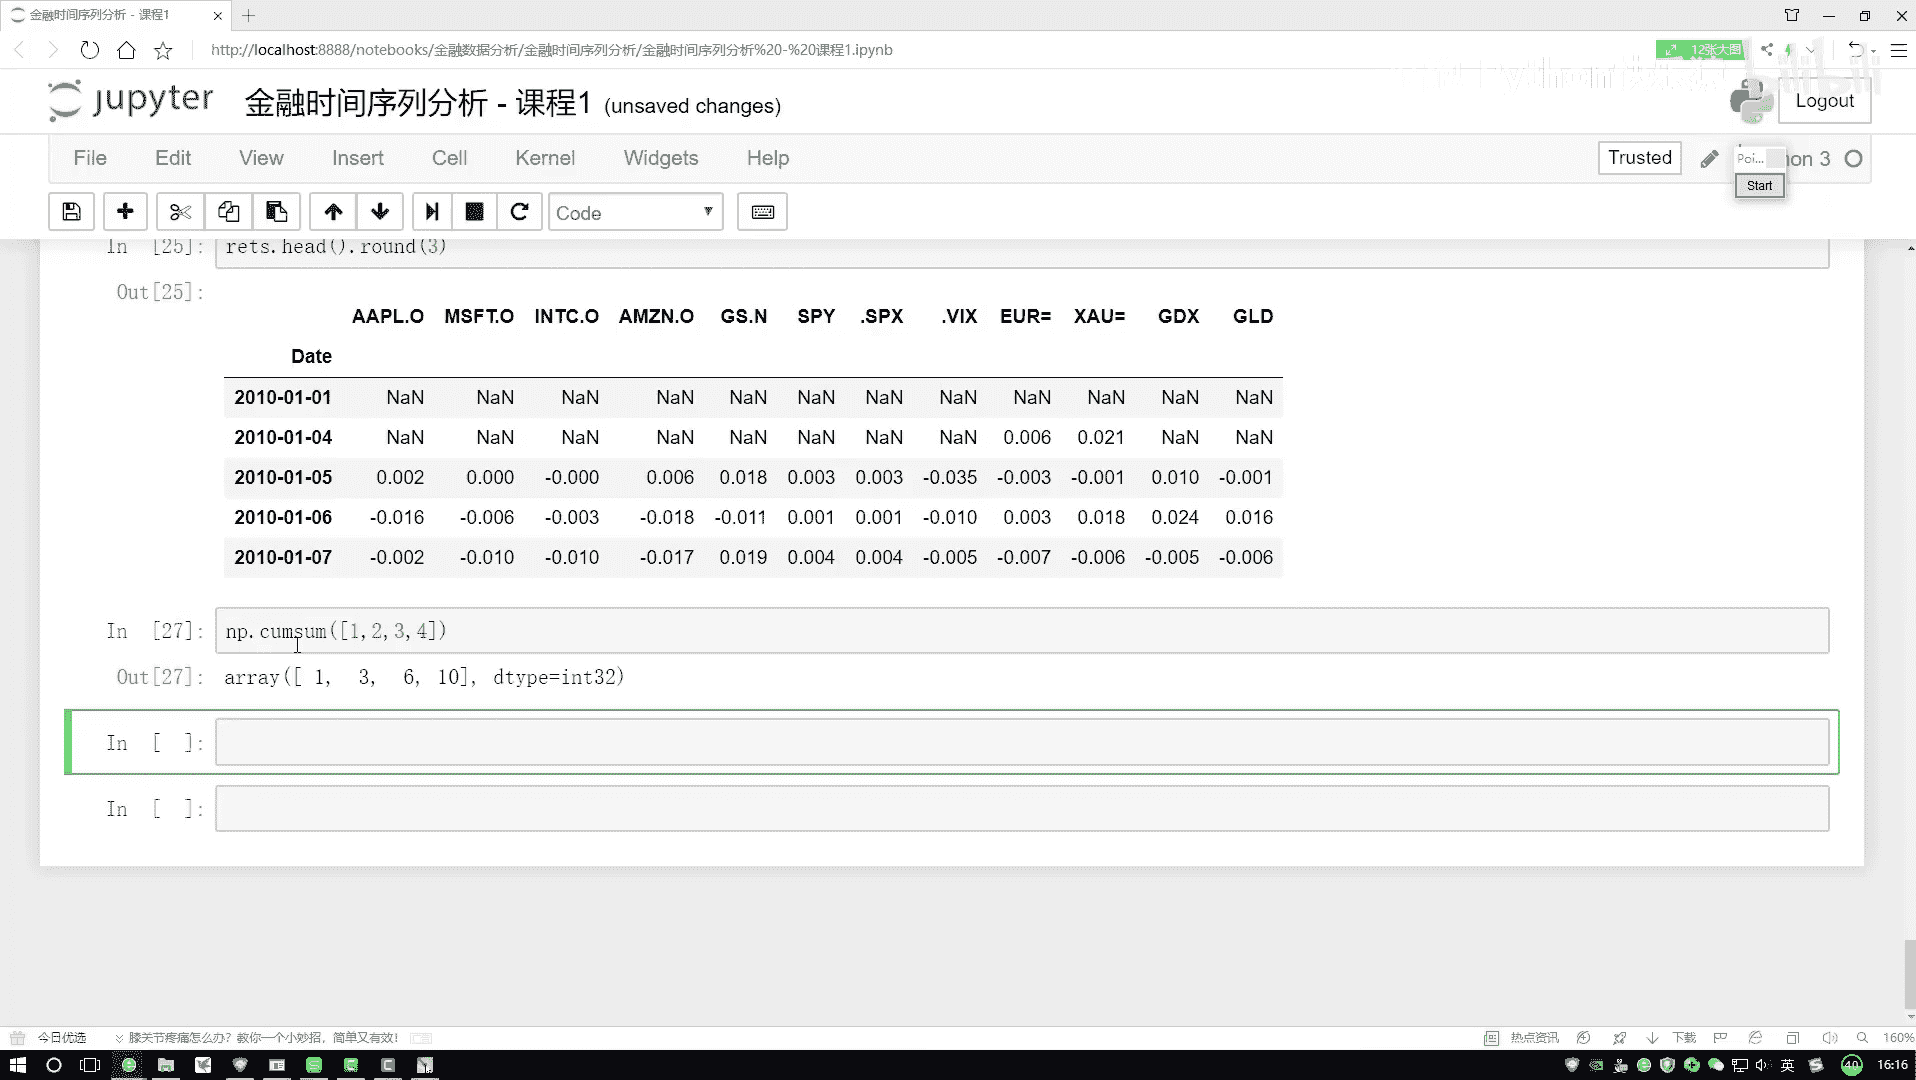 金融时间序列分析 - 课程1
http://localhost:8888/notebooks/金融数据分析/金融时间序列分析/金融时间序列分析%20-%20课程1.ipynb
12张大图
bilibili
jupyter 金融时间序列分析 - 课程1 (unsaved changes)
Logout
File Edit View Insert Cell Kernel Widgets Help
Trusted
Poi...
Start
3
Code
In [25]: rets.head().round(3)
Out[25]:
AAPL.O MSFT.O INTC.O AMZN.O GS.N SPY .SPX .VIX EUR= XAU= GDX GLD
Date
2010-01-01 NaN NaN NaN NaN NaN NaN NaN NaN NaN NaN NaN NaN
2010-01-04 NaN NaN NaN NaN NaN NaN NaN NaN 0.006 0.021 NaN NaN
2010-01-05 0.002 0.000 -0.000 0.006 0.018 0.003 0.003 -0.035 -0.003 -0.001 0.010 -0.001
2010-01-06 -0.016 -0.006 -0.003 -0.018 -0.011 0.001 0.001 -0.010 0.003 0.018 0.024 0.016
2010-01-07 -0.002 -0.010 -0.010 -0.017 0.019 0.004 0.004 -0.005 -0.007 -0.006 -0.005 -0.006
In [27]: np.cumsum([1,2,3,4])
Out[27]: array([ 1, 3, 6, 10], dtype=int32)
In [ ]:
In [ ]:
今日优选 膝关节疼痛怎么办？教你一个小妙招，简单又有效！
热点资讯 下载 160%
英 40 16:16